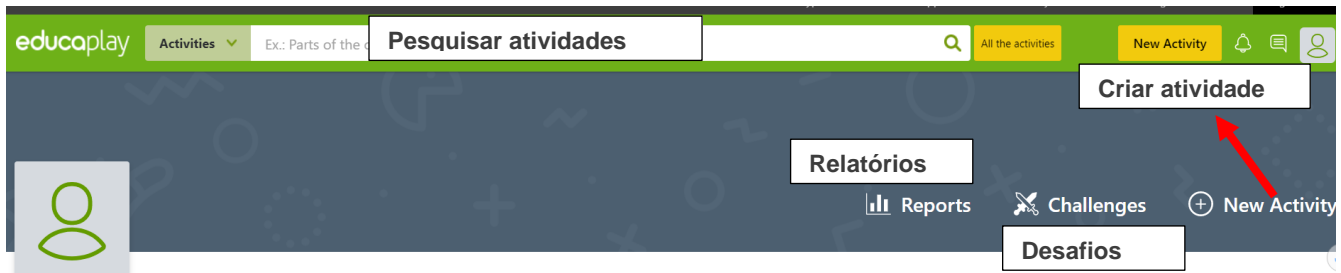 educaplay Activities Ex.: Parts of the Pesquisar atividades All the activities New Activity
Criar atividade
Relatórios
Reports Challenges New Activity
Desafios